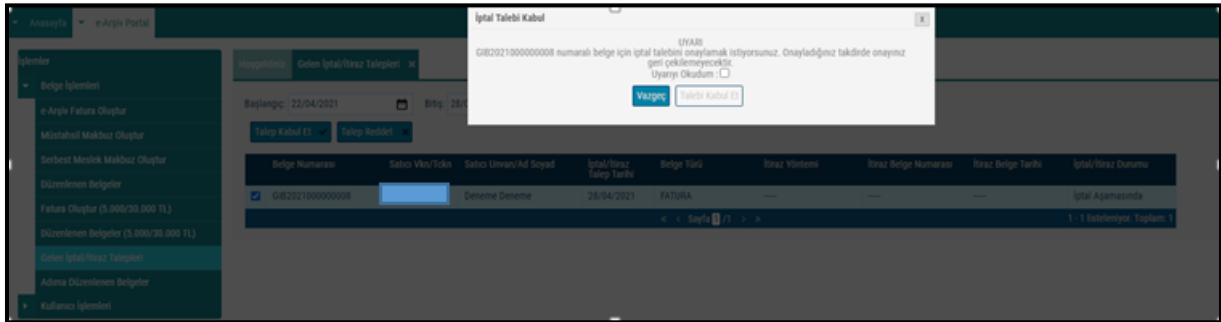 Anasayfa e-Arşiv Portal
İptal Talebi Kabul x
UYARI
GIB2021000000008 numaralı belge için iptal talebini onaylamak istiyorsunuz. Onayladığınız takdirde onayınız
geri çekilemeyecektir.
Uyarıyı Okudum :
Vazgeç Talebi Kabul Et
İşlemler
Belge İşlemleri
e-Arşiv Fatura Oluştur
Müstahsil Makbuz Oluştur
Serbest Meslek Makbuz Oluştur
Düzenlenen Belgeler
Fatura Oluştur (5.000/30.000 TL)
Düzenlenen Belgeler (5.000/30.000 TL)
Gelen İptal/İtiraz Talepleri
Adıma Düzenlenen Belgeler
Kullanıcı İşlemleri
Hoşgeldiniz Gelen İptal/İtiraz Talepleri x
Başlangıç: 22/04/2021 Bitiş: 28/0
Talep Kabul Et Talep Reddet
Belge Numarası Satıcı Vkn/Tckn Satıcı Unvan/Ad Soyad İptal/İtiraz Talep Tarihi Belge Türü İtiraz Yöntemi İtiraz Belge Numarası İtiraz Belge Tarihi İptal/İtiraz Durumu
GIB2021000000008 Deneme Deneme 28/04/2021 FATURA ---- ---- ---- İptal Aşamasında
« < Sayfa 1 /1 > » 1 - 1 listeleniyor. Toplam: 1